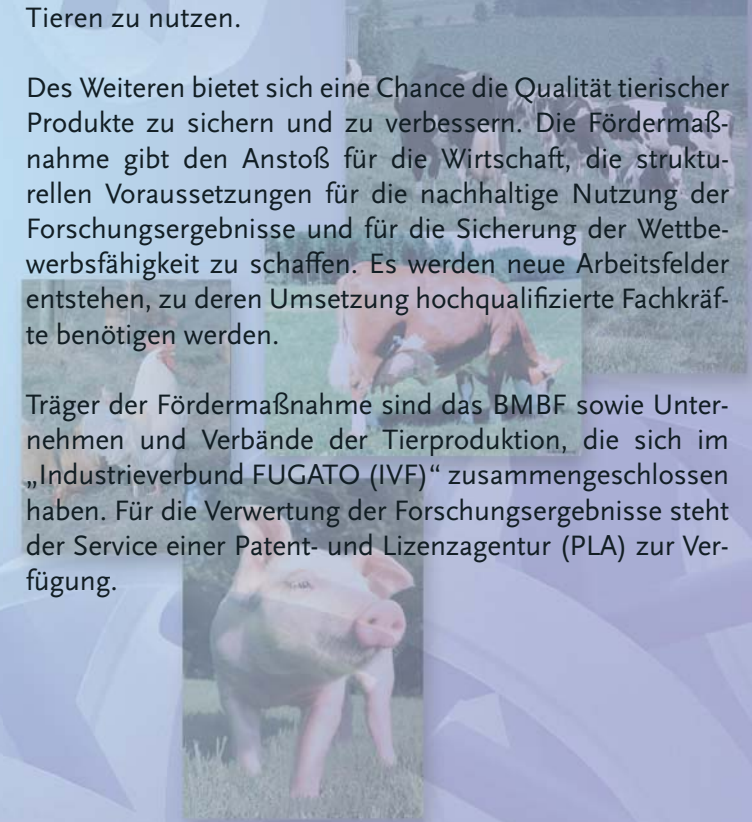 Tieren zu nutzen.
Des Weiteren bietet sich eine Chance die Qualität tierischer
Produkte zu sichern und zu verbessern. Die Fördermaß-
nahme gibt den Anstoß für die Wirtschaft, die struktu-
rellen Voraussetzungen für die nachhaltige Nutzung der
Forschungsergebnisse und für die Sicherung der Wettbe-
werbsfähigkeit zu schaffen. Es werden neue Arbeitsfelder
entstehen, zu deren Umsetzung hochqualifizierte Fachkräf-
te benötigen werden.
Träger der Fördermaßnahme sind das BMBF sowie Unter-
nehmen und Verbände der Tierproduktion, die sich im
„Industrieverbund FUGATO (IVF)“ zusammengeschlossen
haben. Für die Verwertung der Forschungsergebnisse steht
der Service einer Patent- und Lizenzagentur (PLA) zur Ver-
fügung.